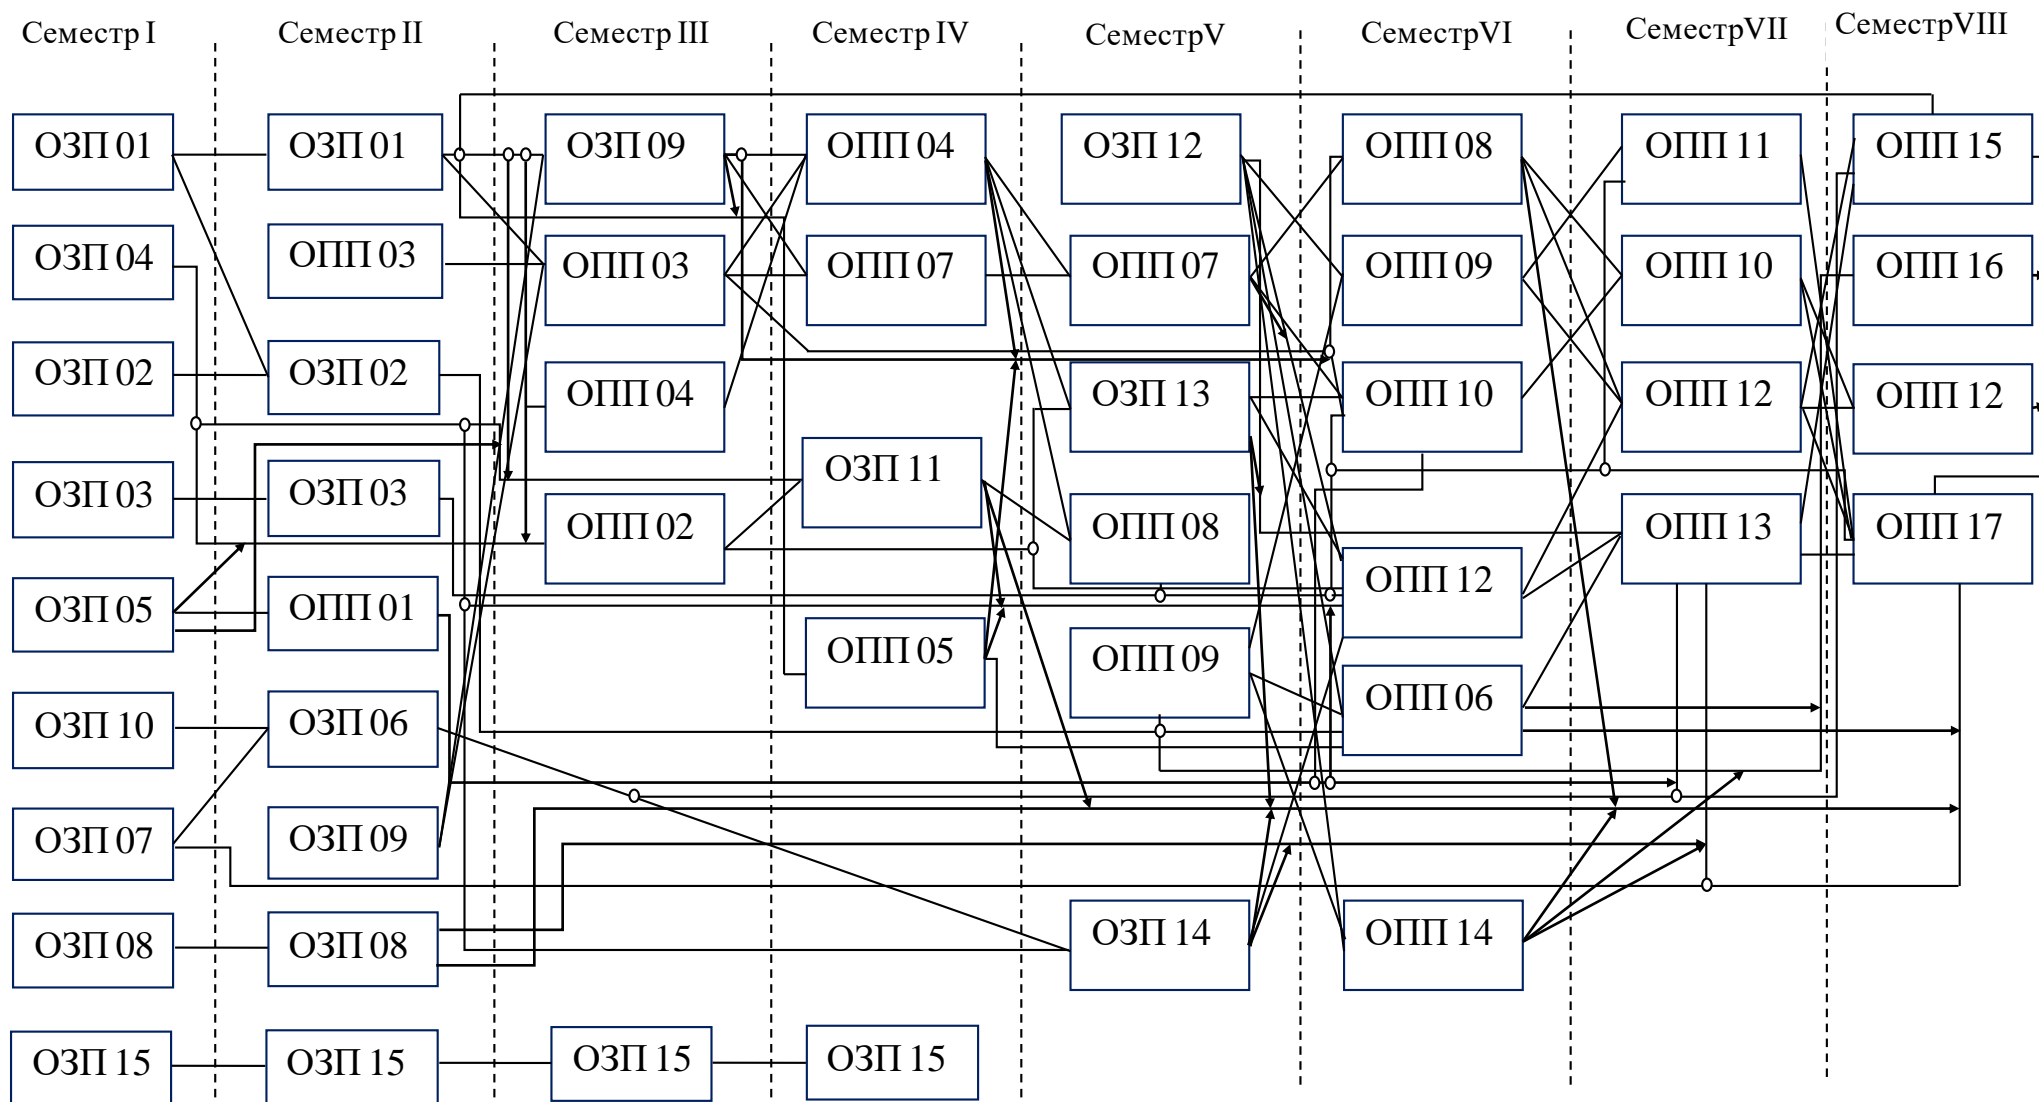 Семестр I
Семестр II
Семестр III
Семестр IV
СеместрV
СеместрVI
СеместрVII
СеместрVIII
ОЗП 01
ОЗП 01
ОЗП 09
ОПП 04
ОЗП 12
ОПП 08
ОПП 11
ОПП 15
ОЗП 04
ОПП 03
ОПП 03
ОПП 07
ОПП 07
ОПП 09
ОПП 10
ОПП 16
ОЗП 02
ОЗП 02
ОПП 04
ОЗП 13
ОПП 10
ОПП 12
ОПП 12
ОЗП 03
ОЗП 03
ОПП 02
ОЗП 11
ОПП 08
ОПП 12
ОПП 13
ОПП 17
ОЗП 05
ОПП 01
ОПП 05
ОПП 09
ОПП 06
ОЗП 10
ОЗП 06
ОЗП 07
ОЗП 09
ОЗП 08
ОЗП 08
ОЗП 14
ОПП 14
ОЗП 15
ОЗП 15
ОЗП 15
ОЗП 15